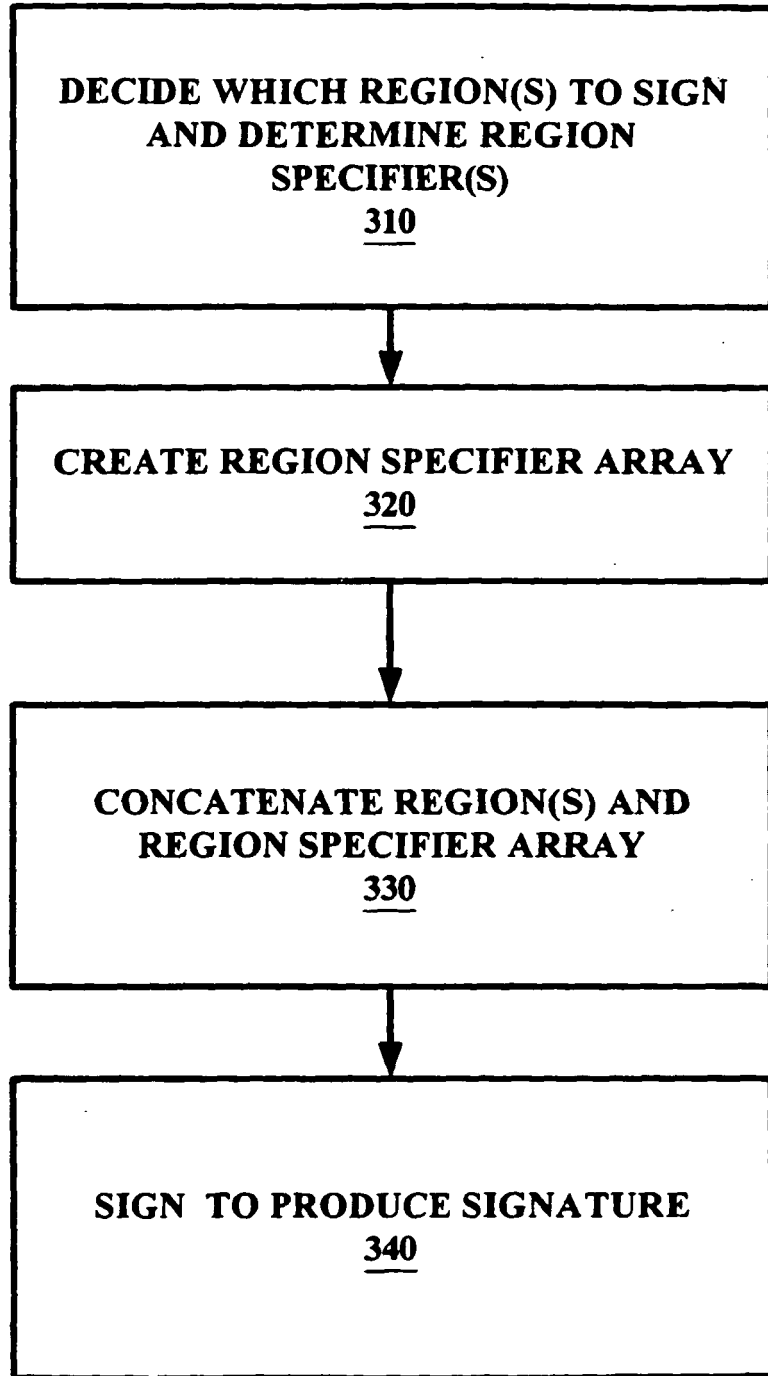 DECIDE WHICH REGION(S) TO SIGN
AND DETERMINE REGION
SPECIFIER(S)
310
CREATE REGION SPECIFIER ARRAY
320
CONCATENATE REGION(S) AND
REGION SPECIFIER ARRAY
330
SIGN TO PRODUCE SIGNATURE
340